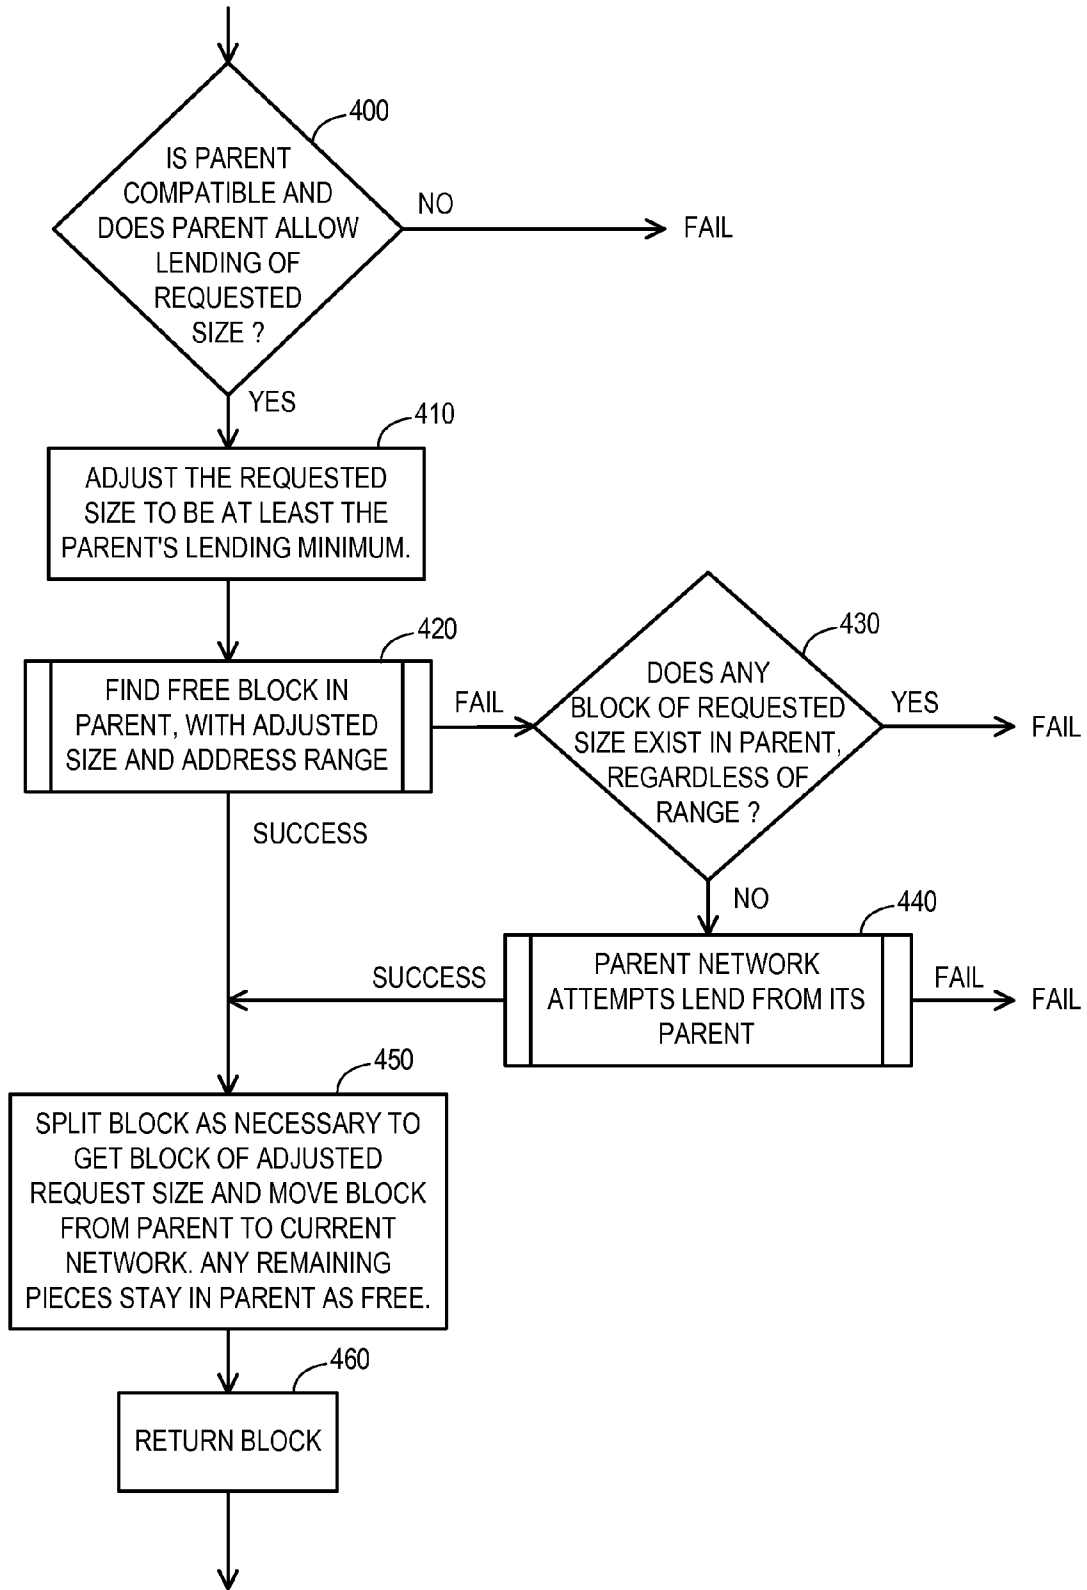 400
IS PARENT
COMPATIBLE AND
DOES PARENT ALLOW
LENDING OF
REQUESTED
SIZE ?
NO
FAIL
YES
410
ADJUST THE REQUESTED
SIZE TO BE AT LEAST THE
PARENT'S LENDING MINIMUM.
420
FIND FREE BLOCK IN
PARENT, WITH ADJUSTED
SIZE AND ADDRESS RANGE
FAIL
430
DOES ANY
BLOCK OF REQUESTED
SIZE EXIST IN PARENT,
REGARDLESS OF
RANGE ?
YES
FAIL
SUCCESS
NO
440
PARENT NETWORK
ATTEMPTS LEND FROM ITS
PARENT
SUCCESS
FAIL
FAIL
450
SPLIT BLOCK AS NECESSARY TO
GET BLOCK OF ADJUSTED
REQUEST SIZE AND MOVE BLOCK
FROM PARENT TO CURRENT
NETWORK. ANY REMAINING
PIECES STAY IN PARENT AS FREE.
460
RETURN BLOCK